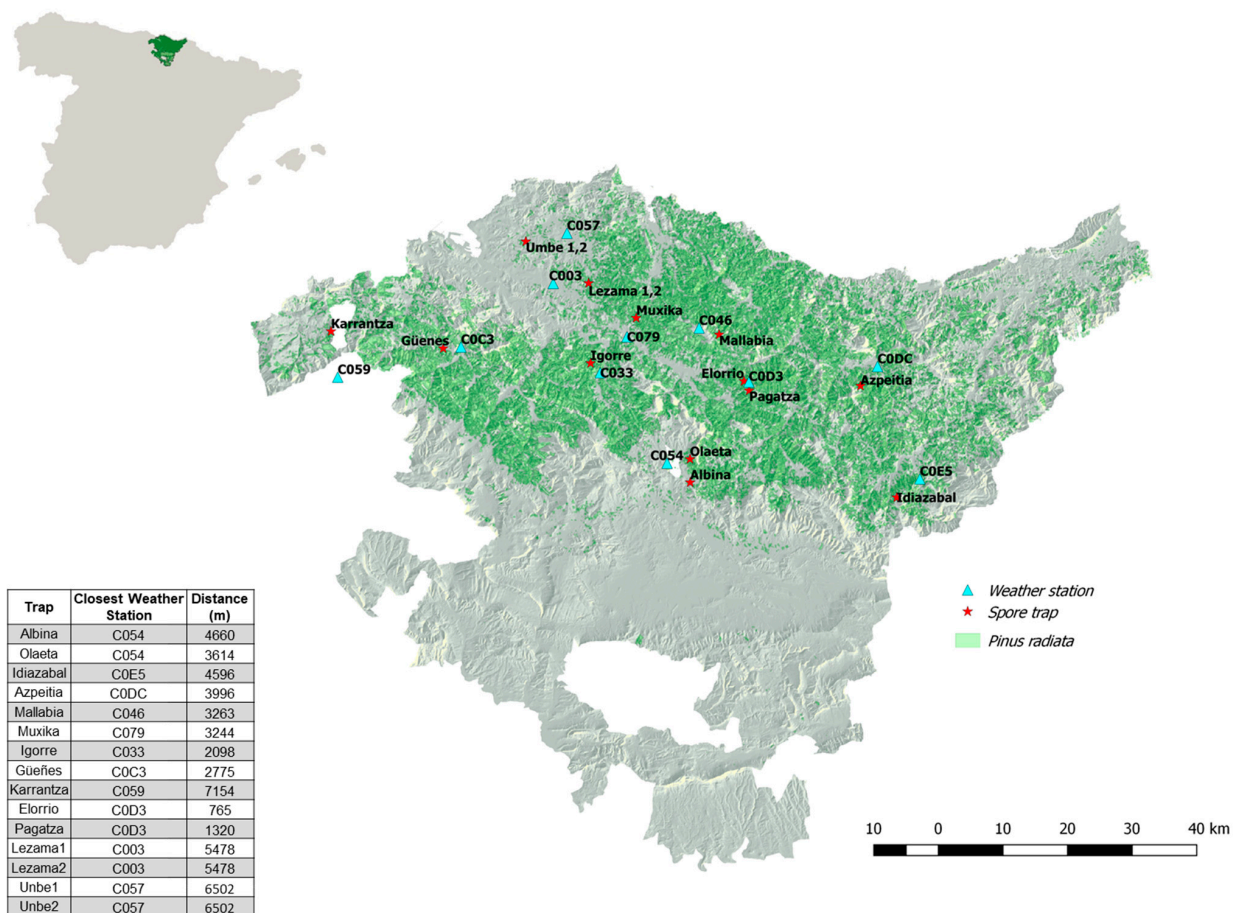 C057
Umbe 1,2
C003
Lezama 1,2
Muxika
Karrantza
C046
Mallabia
C079
Güenes
C0C3
Igorre
C033
C059
C0DC
Azpeitia
Elorrio
C0D3
Pagatza
Olaeta
C054
Albina
C0E5
Idiazabal
Weather station
Spore trap
Pinus radiata
Trap Closest Weather Station Distance (m)
Albina C054 4660
Olaeta C054 3614
Idiazabal C0E5 4596
Azpeitia C0DC 3996
Mallabia C046 3263
Muxika C079 3244
Igorre C033 2098
Güeñes C0C3 2775
Karrantza C059 7154
Elorrio C0D3 765
Pagatza C0D3 1320
Lezama1 C003 5478
Lezama2 C003 5478
Unbe1 C057 6502
Unbe2 C057 6502
10 0 10 20 30 40 km